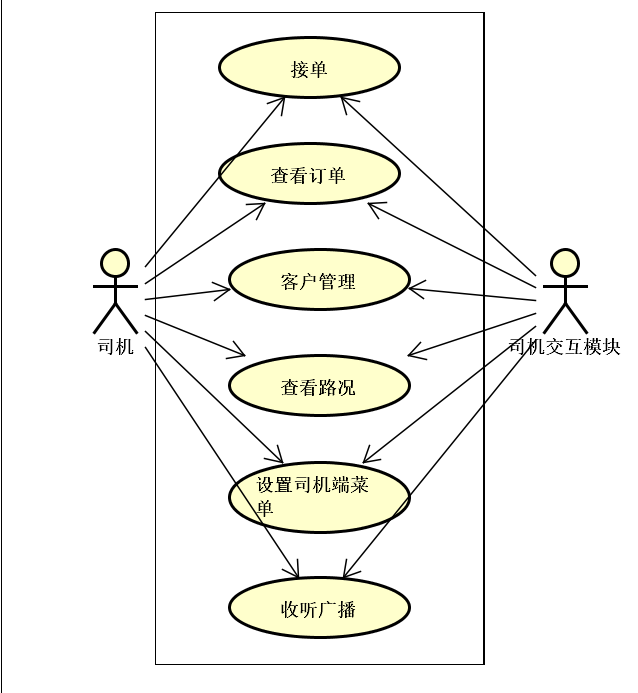 接单
查看订单
客户管理
司机
司机交互模块
查看路况
设置司机端菜
单
收听广播